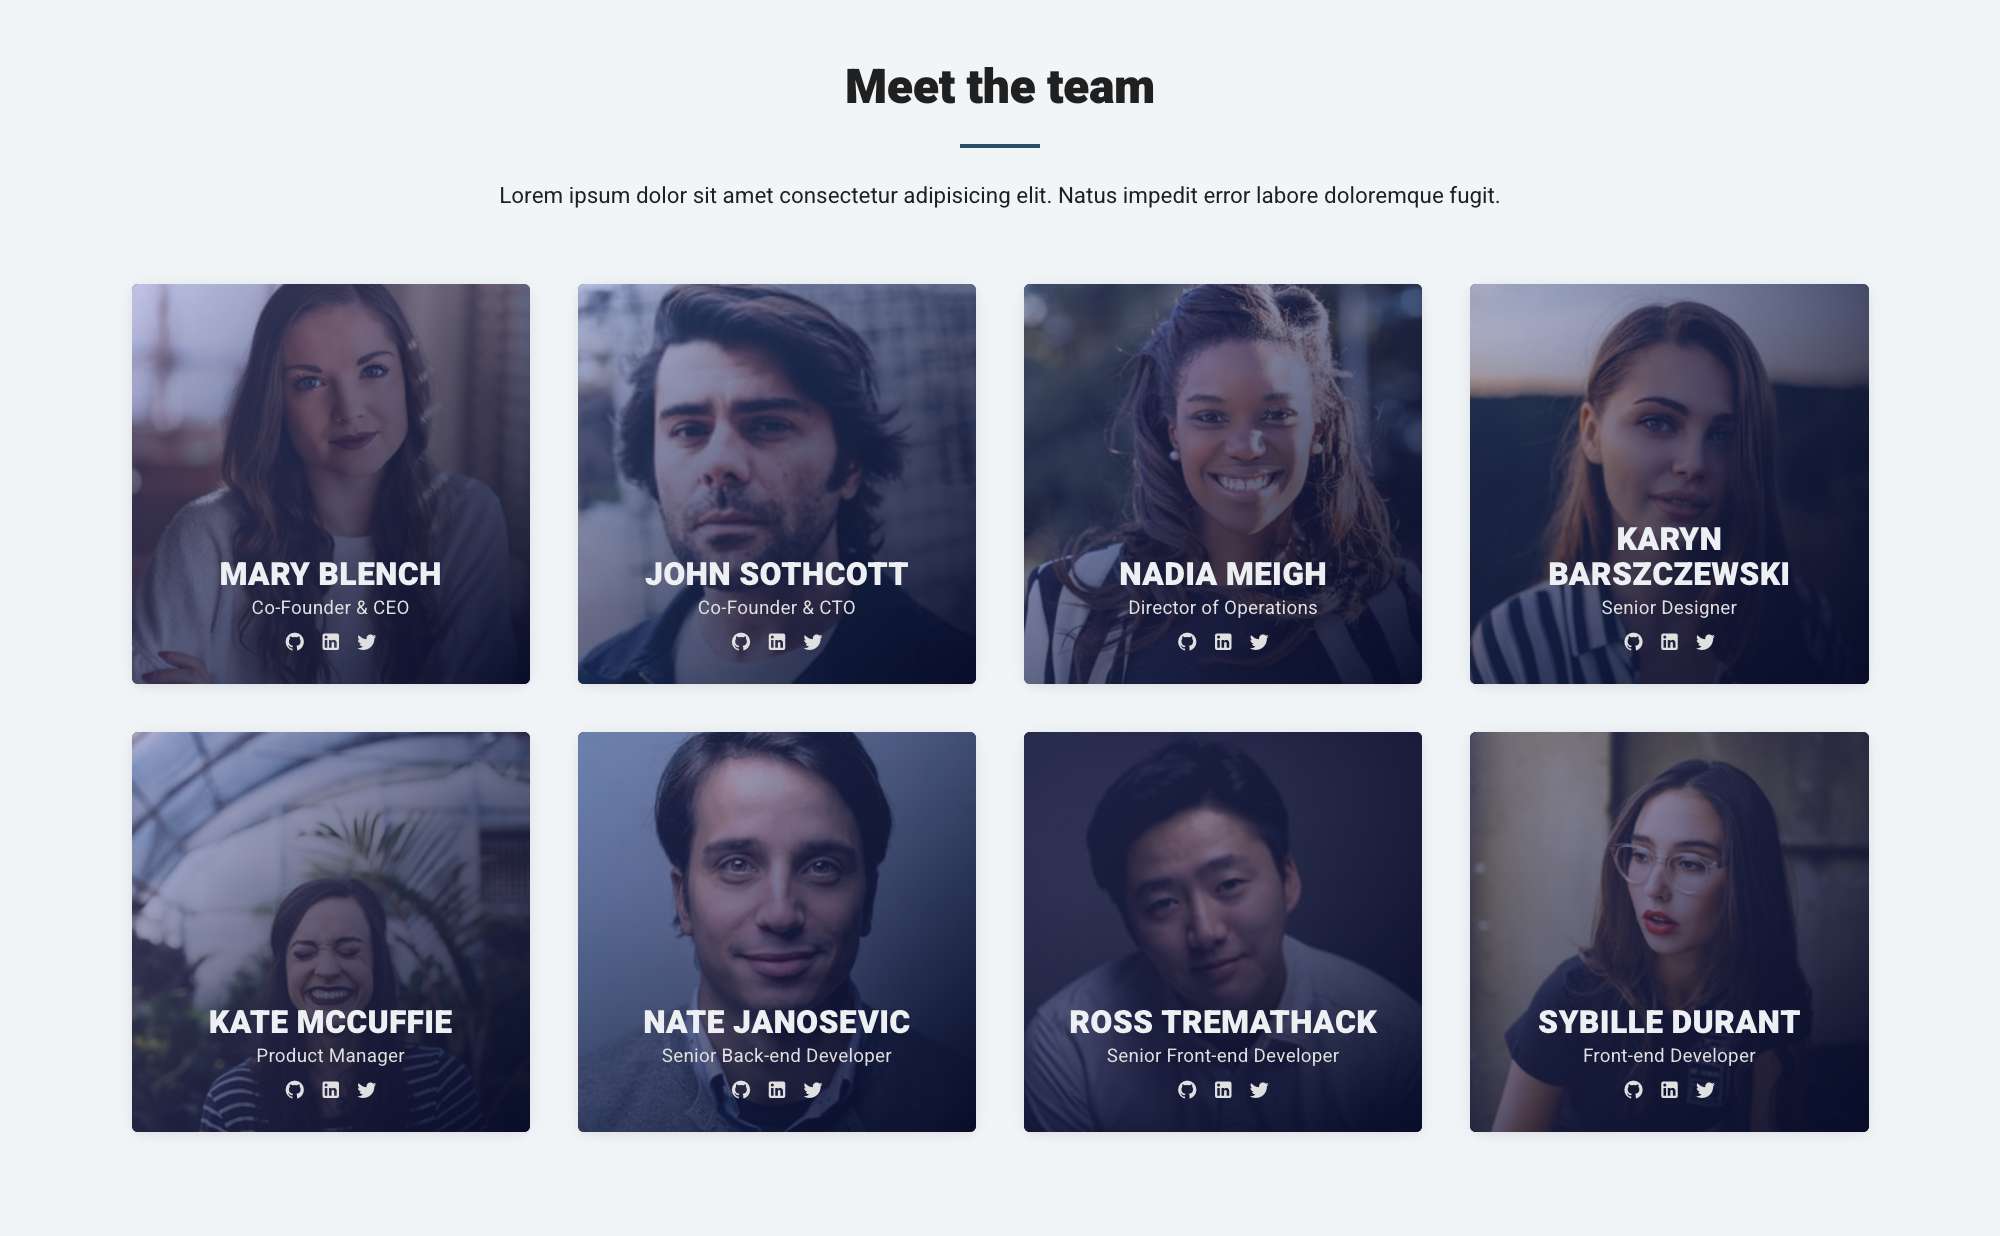 Meet the team
Lorem ipsum dolor sit amet consectetur adipisicing elit. Natus impedit error labore doloremque fugit.
MARY BLENCH
Co-Founder & CEO
JOHN SOTHCOTT
Co-Founder & CTO
NADIA MEIGH
Director of Operations
KARYN
BARSZCZEWSKI
Senior Designer
KATE MCCUFFIE
Product Manager
NATE JANOSEVIC
Senior Back-end Developer
ROSS TREMATHACK
Senior Front-end Developer
SYBILLE DURANT
Front-end Developer